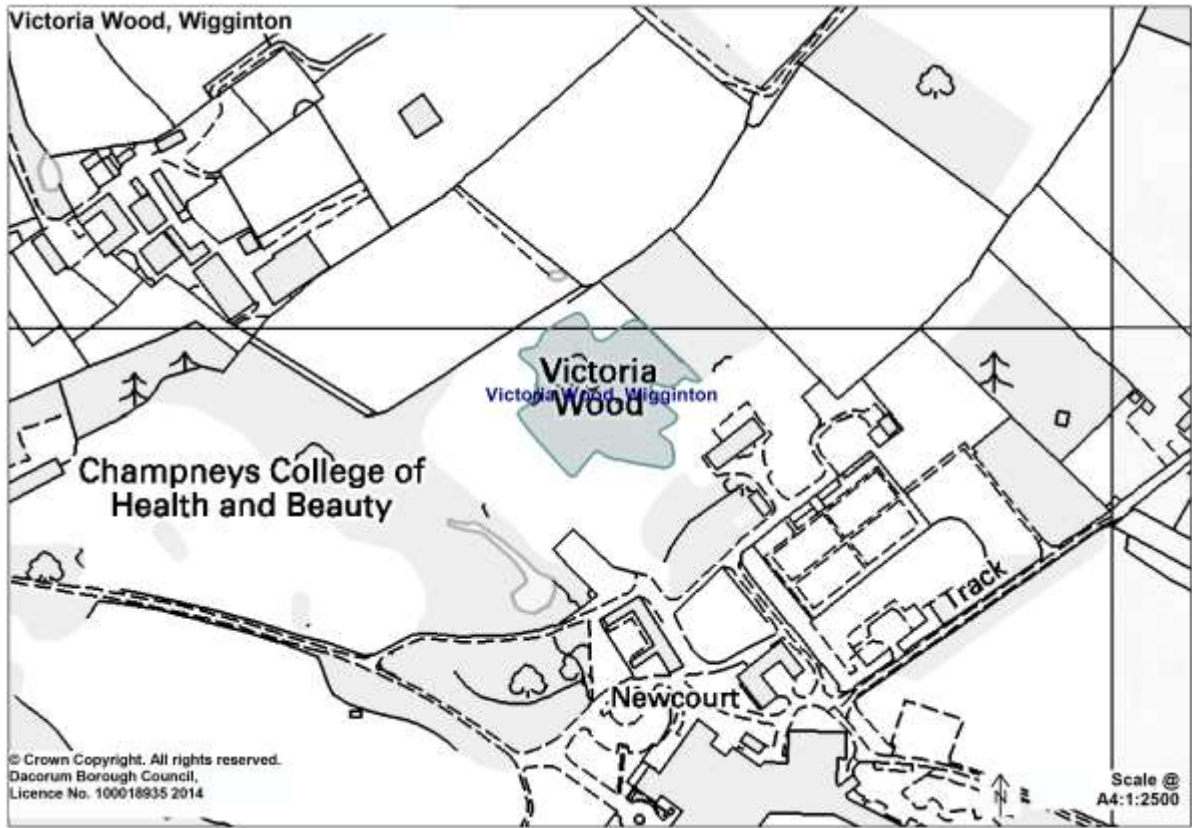 Victoria Wood, Wigginton
Victoria
Wood
Victoria Wood, Wigginton
Champneys College of
Health and Beauty
Track
Newcourt
© Crown Copyright. All rights reserved.
Dacorum Borough Council,
Licence No. 100018935 2014
Scale @
A4:1:2500